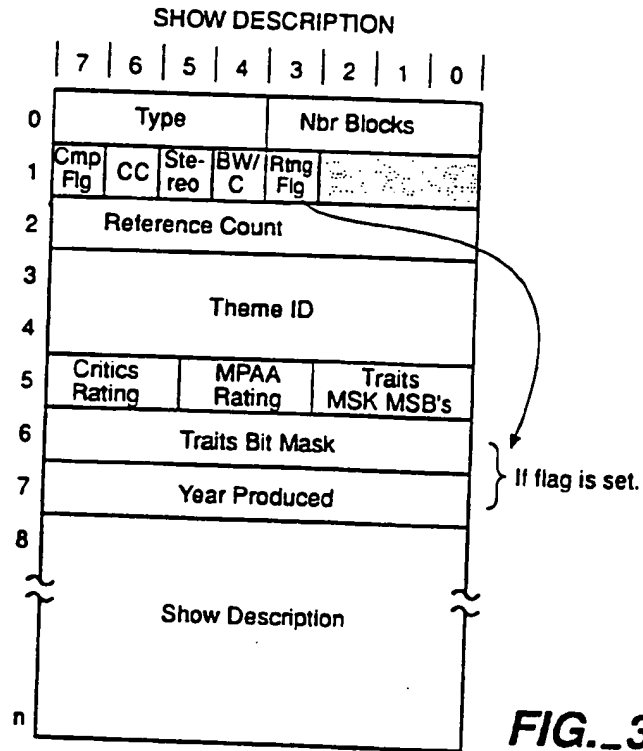 SHOW DESCRIPTION
| 7 | 6 | 5 | 4 | 3 | 2 | 1 | 0
0 Type Nbr Blocks
1 Cmp Flg CC Ste-reo BW/C Rtng Flg
2 Reference Count
3
Theme ID
4
5 Critics Rating MPAA Rating Traits MSK MSB's
6 Traits Bit Mask
If flag is set.
7 Year Produced
8
Show Description
n
FIG._3